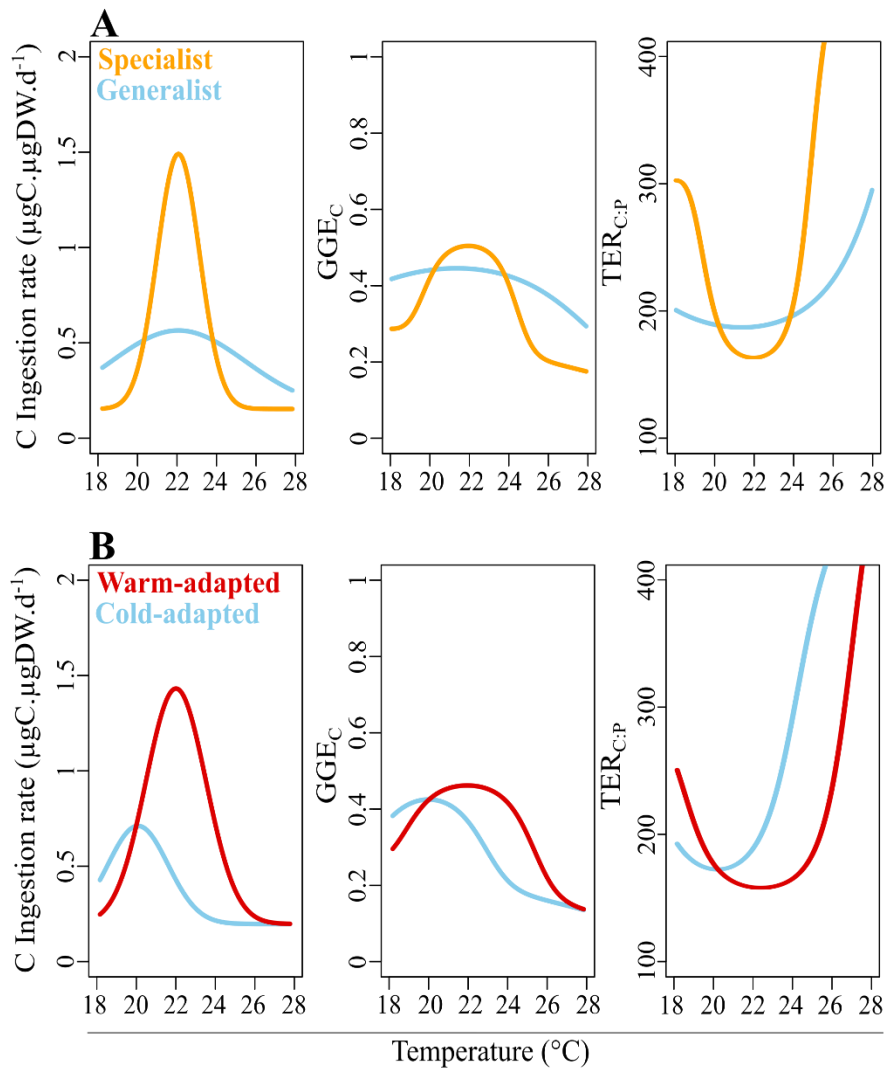 A
C Ingestion rate (µgC.µgDW.d-1)
0
0.5
1
1.5
2
Specialist
Generalist
18 20 22 24 26 28
GGEC
0
0.2
0.4
0.6
0.8
1
18 20 22 24 26 28
TERC:P
100
200
300
400
18 20 22 24 26 28
B
C Ingestion rate (µgC.µgDW.d-1)
0
0.5
1
1.5
2
Warm-adapted
Cold-adapted
18 20 22 24 26 28
GGEC
0
0.2
0.4
0.6
0.8
1
18 20 22 24 26 28
TERC:P
100
200
300
400
18 20 22 24 26 28
Temperature (°C)